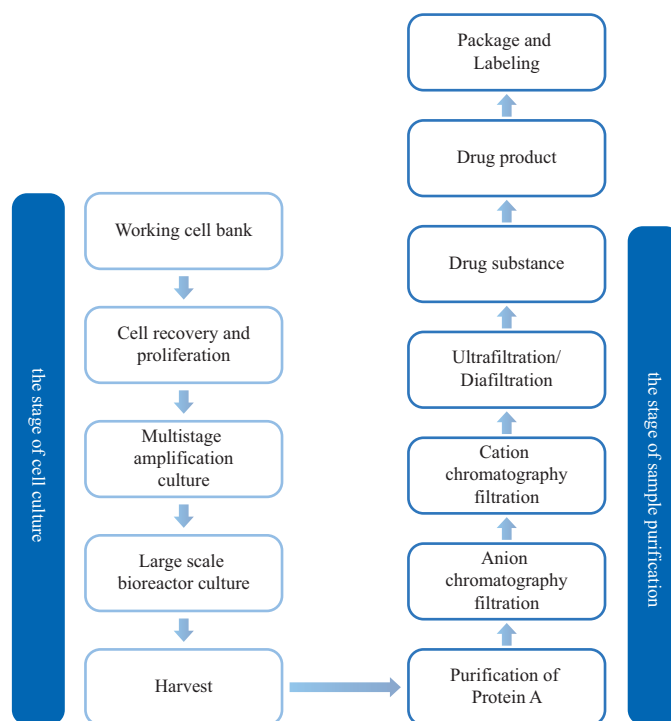 the stage of cell culture
Working cell bank
Cell recovery and
proliferation
Multistage
amplification
culture
Large scale
bioreactor culture
Harvest
Package and
Labeling
Drug product
Drug substance
Ultrafiltration/
Diafiltration
Cation
chromatography
filtration
Anion
chromatography
filtration
Purification of
Protein A
the stage of sample purification